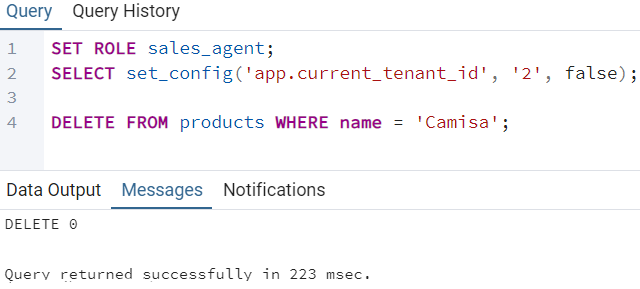 Query Query History
1 SET ROLE sales_agent;
2 SELECT set_config('app.current_tenant_id', '2', false);
3
4 DELETE FROM products WHERE name = 'Camisa';
Data Output Messages Notifications
DELETE 0
Query returned successfully in 223 msec.